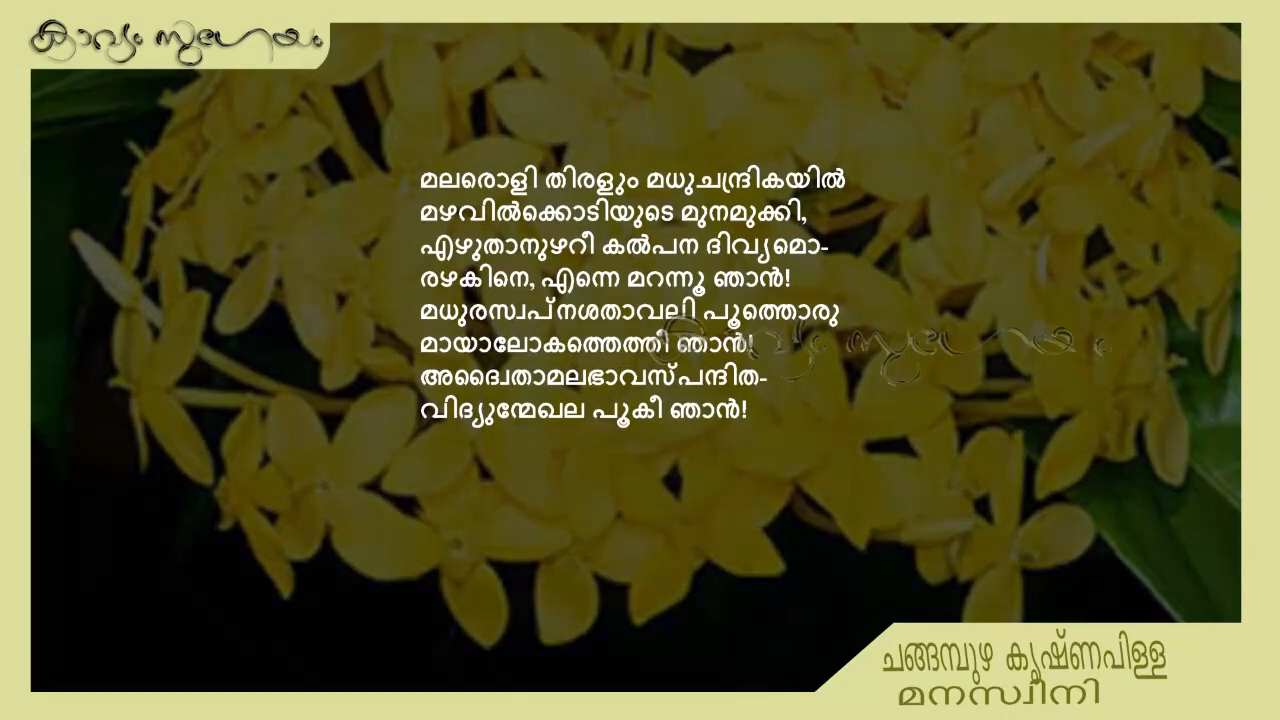 കാവ്യം സുഗേയം
മലരൊളി തിരളും മധുചന്ദ്രികയിൽ
മഴവിൽക്കൊടിയുടെ മുനമുക്കി,
എഴുതാനുഴറീ കൽപന ദിവ്യമൊ-
രഴകിനെ, എന്നെ മറന്നൂ ഞാൻ!
മധുരസ്വപ്നശതാവലി പൂത്തൊരു
മായാലോകത്തെത്തീ ഞാൻ!
കാവ്യം സുഗേയം
അദ്വൈതാമലഭാവസ്പന്ദിത-
വിദ്യുന്മേഖല പൂകീ ഞാൻ!
ചങ്ങമ്പുഴ കൃഷ്ണപിള്ള
മനസ്വിനി